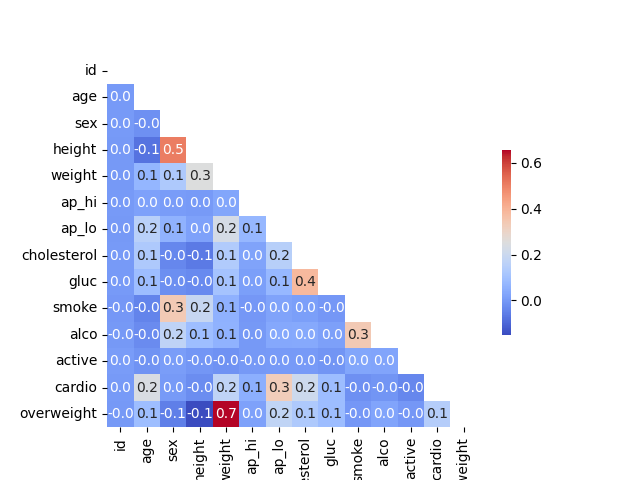 id
age 0.0
sex 0.0 -0.0
height 0.0 -0.1 0.5
weight 0.0 0.1 0.1 0.3
ap_hi 0.0 0.0 0.0 0.0 0.0
ap_lo 0.0 0.2 0.1 0.0 0.2 0.1
cholesterol 0.0 0.1 -0.0 -0.1 0.1 0.0 0.2
gluc 0.0 0.1 -0.0 -0.0 0.1 0.0 0.1 0.4
smoke -0.0 -0.0 0.3 0.2 0.1 -0.0 0.0 0.0 -0.0
alco -0.0 -0.0 0.2 0.1 0.1 0.0 0.0 0.0 0.0 0.3
active -0.0 -0.0 0.0 -0.0 -0.0 -0.0 0.0 0.0 -0.0 0.0 0.0
cardio 0.0 0.2 0.0 -0.0 0.2 0.1 0.3 0.2 0.1 -0.0 -0.0 -0.0
overweight -0.0 0.1 -0.1 -0.1 0.7 0.0 0.2 0.1 0.1 -0.0 0.0 -0.0 0.1
id age sex height weight ap_hi ap_lo esterol gluc smoke alco active cardio weight
0.6
0.4
0.2
0.0